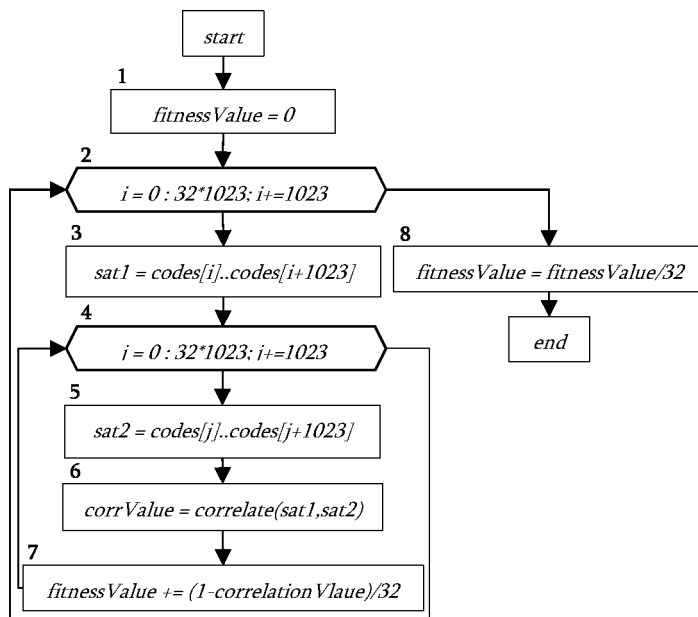 start
1
fitnessValue = 0
2
i = 0 : 32*1023; i+=1023
3
sat1 = codes[i]..codes[i+1023]
8
fitnessValue = fitnessValue/32
4
j = 0 : 32*1023; j+=1023
end
5
sat2 = codes[j]..codes[j+1023]
6
corrValue = correlate(sat1,sat2)
7
fitnessValue += (1-correlationVlaue)/32